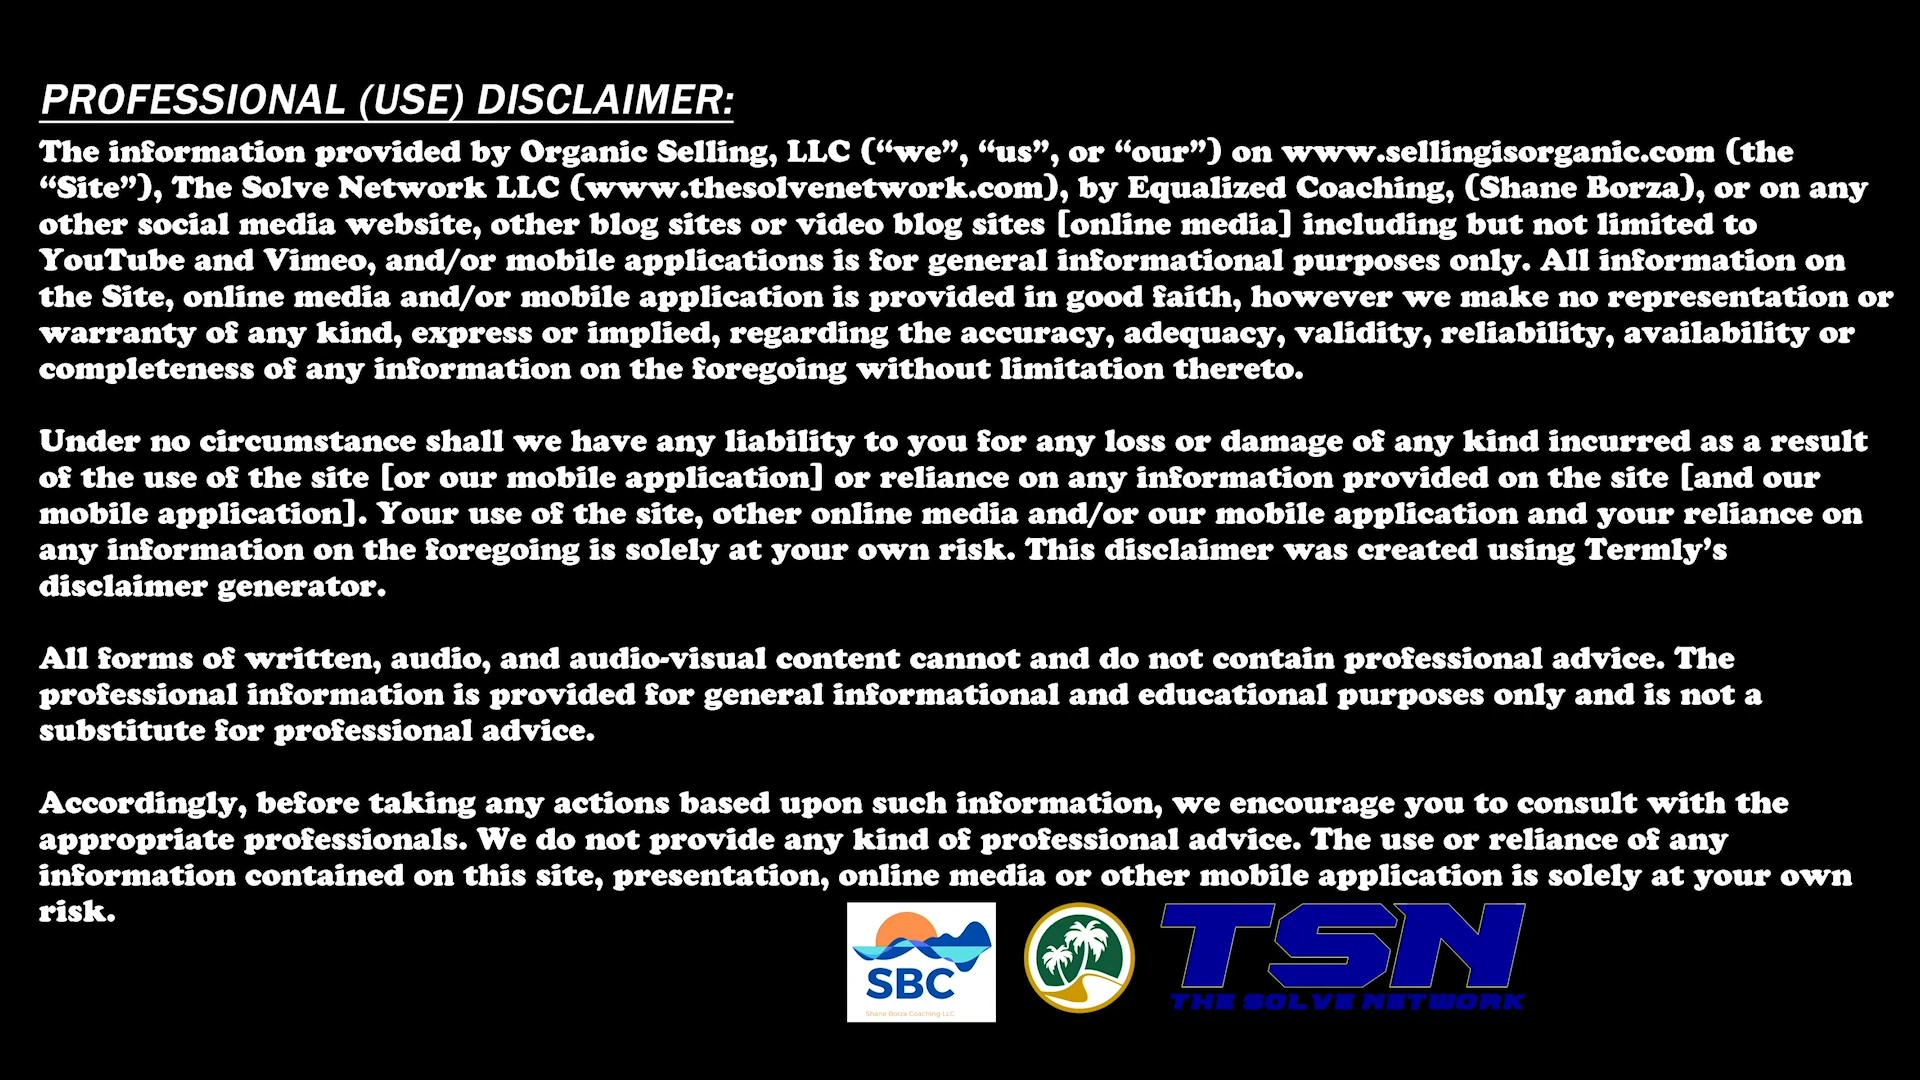 PROFESSIONAL (USE) DISCLAIMER:
The information provided by Organic Selling, LLC (“we”, “us”, or “our”) on www.sellingisorganic.com (the
“Site”), The Solve Network LLC (www.thesolvenetwork.com), by Equalized Coaching, (Shane Borza), or on any
other social media website, other blog sites or video blog sites [online media] including but not limited to
YouTube and Vimeo, and/or mobile applications is for general informational purposes only. All information on
the Site, online media and/or mobile application is provided in good faith, however we make no representation or
warranty of any kind, express or implied, regarding the accuracy, adequacy, validity, reliability, availability or
completeness of any information on the foregoing without limitation thereto.
Under no circumstance shall we have any liability to you for any loss or damage of any kind incurred as a result
of the use of the site [or our mobile application] or reliance on any information provided on the site [and our
mobile application]. Your use of the site, other online media and/or our mobile application and your reliance on
any information on the foregoing is solely at your own risk. This disclaimer was created using Termly’s
disclaimer generator.
All forms of written, audio, and audio-visual content cannot and do not contain professional advice. The
professional information is provided for general informational and educational purposes only and is not a
substitute for professional advice.
Accordingly, before taking any actions based upon such information, we encourage you to consult with the
appropriate professionals. We do not provide any kind of professional advice. The use or reliance of any
information contained on this site, presentation, online media or other mobile application is solely at your own
risk.
SBC
Shane Borza Coaching LLC
TSN
THE SOLVE NETWORK